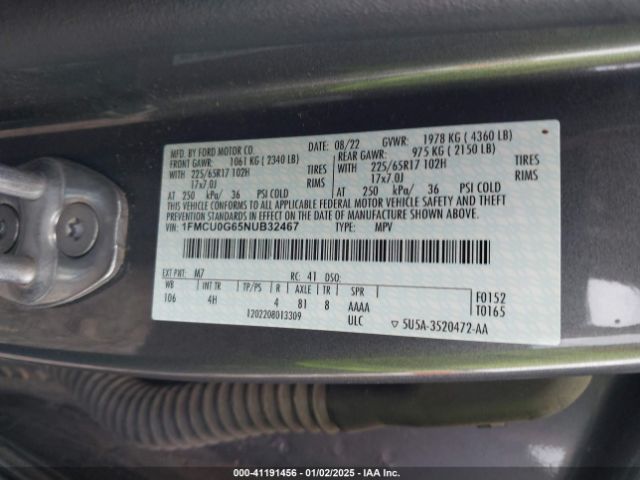 MFD. BY FORD MOTOR CO. DATE: 08/22 GVWR: 1978 KG ( 4360 LB)
FRONT GAWR: 1061 KG ( 2340 LB) REAR GAWR: 975 KG ( 2150 LB)
WITH 225/65R17 102H TIRES WITH 225/65R17 102H TIRES
17x7.0J RIMS 17x7.0J RIMS
AT 250 kPa/ 36 PSI COLD AT 250 kPa/ 36 PSI COLD
THIS VEHICLE CONFORMS TO ALL APPLICABLE FEDERAL MOTOR VEHICLE SAFETY AND THEFT PREVENTION STANDARDS IN EFFECT ON THE DATE OF MANUFACTURE SHOWN ABOVE.
VIN: 1FMCU0G65NUB32467 TYPE: MPV
EXT PNT: M7 RC: 41 DSO:
WB INT TR TP/PS R AXLE TR SPR F0152
106 4H 4 81 8 AAAA T0165
1202208013309 ULC ▽ 5U5A-3520472-AA
000-41191456 - 01/02/2025 - IAA Inc.